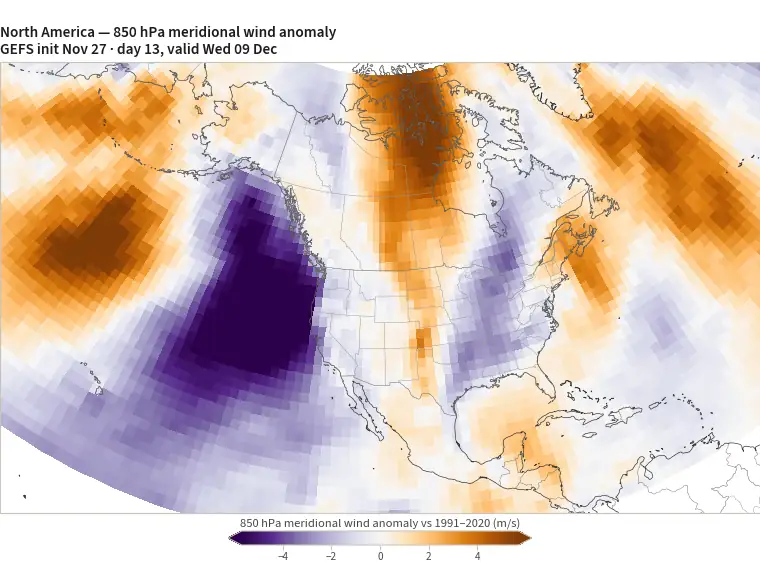 North America — 850 hPa meridional wind anomaly
GEFS init Nov 27 · day 13, valid Wed 09 Dec
850 hPa meridional wind anomaly vs 1991–2020 (m/s)
−4 −2 0 2 4